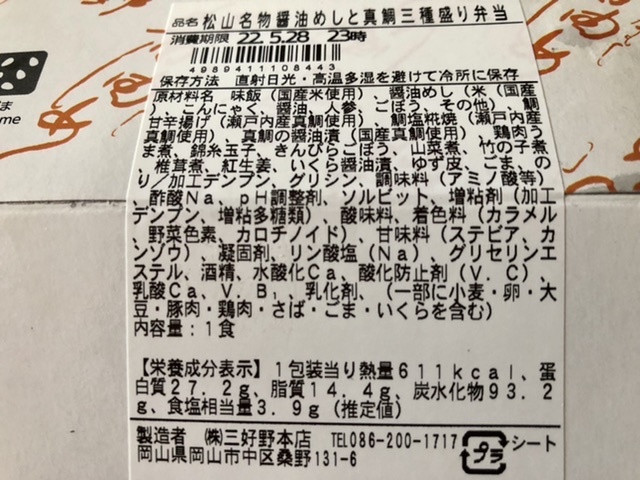 品名 松山名物醤油めしと真鯛三種盛り弁当
消費期限 22.5.28 23時
4989411108443
保存方法 直射日光・高温多湿を避けて冷所に保存
原材料名 味飯(国産米使用)、醤油めし(米(国産
)、こんにゃく、醤油、人参、ごぼう、その他)、鯛
甘辛揚げ(瀬戸内産真鯛使用)、鯛塩糀焼(瀬戸内産
真鯛使用)、真鯛の醤油漬(国産真鯛使用)、鶏肉う
ま煮、錦糸玉子、きんぴらごぼう、山菜煮、竹の子煮
、椎茸煮、紅生姜、いくら醤油漬、ゆず皮、ごま、の
り/加工デンプン、グリシン、調味料(アミノ酸等)
、酢酸Na、pH調整剤、ソルビット、増粘剤(加工
デンプン、増粘多糖類)、酸味料、着色料(カラメル
、野菜色素、カロチノイド)、甘味料(ステビア、カ
ンゾウ)、凝固剤、リン酸塩(Na)、グリセリンエ
ステル、酒精、水酸化Ca、酸化防止剤(V.C)、
乳酸Ca、V.B₁、乳化剤、(一部に小麦・卵・大
豆・豚肉・鶏肉・さば・ごま・いくらを含む)
内容量:1食
【栄養成分表示】1包装当り熱量611kcal、蛋
白質27.2g、脂質14.4g、炭水化物93.2
g、食塩相当量3.9g(推定値)
製造者 (株)三好野本店 TEL086-200-1717
岡山県岡山市中区桑野131-6
プラ シート
ま
me